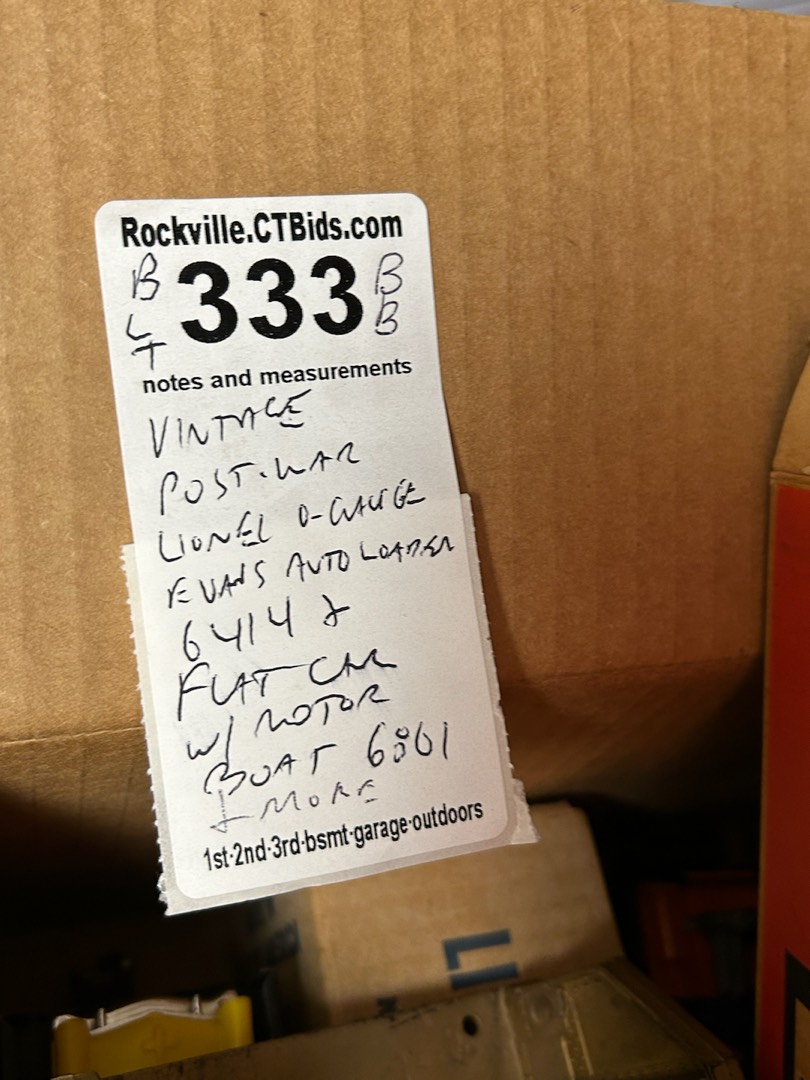 Rockville.CTBids.com
B L T 333 B B
notes and measurements
VINTAGE
POST-WAR
LIONEL O-GAUGE
EVANS AUTO LOADER
6414 &
FLAT CAR
W/ MOTOR
BOAT 6801
& MORE
1st·2nd·3rd·bsmt·garage·outdoors